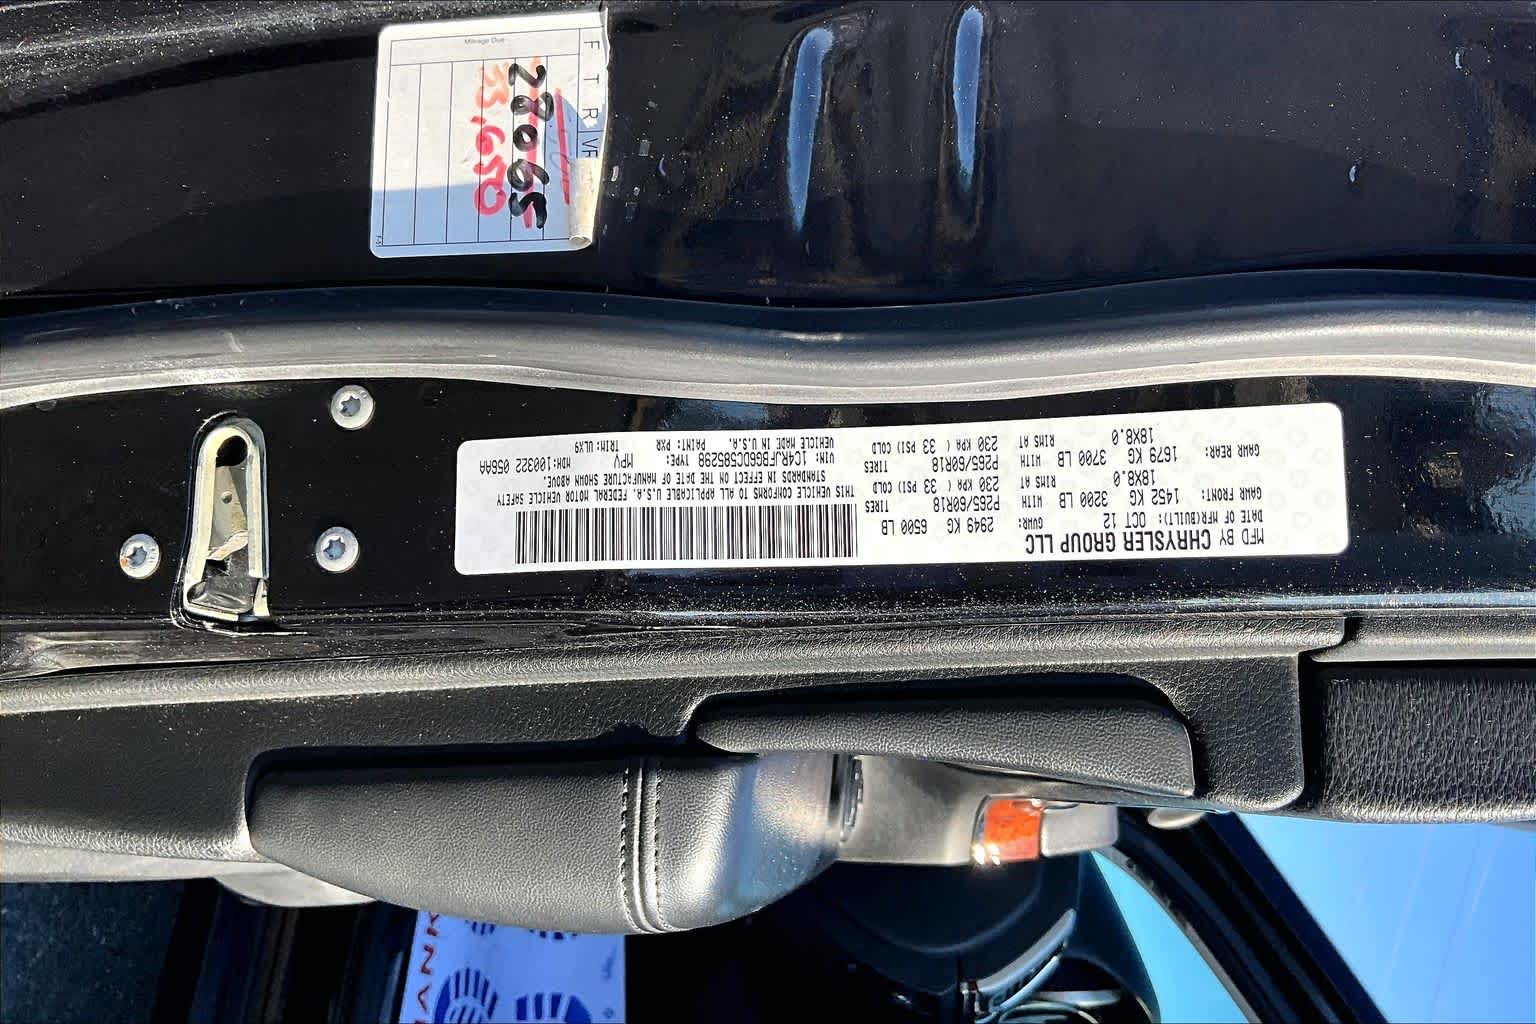 MFD BY CHRYSLER GROUP LLC
DATE OF MFR(BUILT): OCT 12 GVWR: 2949 KG 6500 LB
GAWR FRONT: 1452 KG 3200 LB WITH P265/60R18 TIRES
18X8.0 RIMS AT 230 KPA ( 33 PSI) COLD
GAWR REAR: 1679 KG 3700 LB WITH P265/60R18 TIRES
18X8.0 RIMS AT 230 KPA ( 33 PSI) COLD
THIS VEHICLE CONFORMS TO ALL APPLICABLE U.S.A. FEDERAL MOTOR VEHICLE SAFETY
STANDARDS IN EFFECT ON THE DATE OF MANUFACTURE SHOWN ABOVE.
VIN: 1C4RJFBG6DC585298 TYPE: MPV MDH: 100322 056AA
VEHICLE MADE IN U.S.A. PAINT: PXR TRIM: ULX9
F T R
Mileage Due
28065
33,650